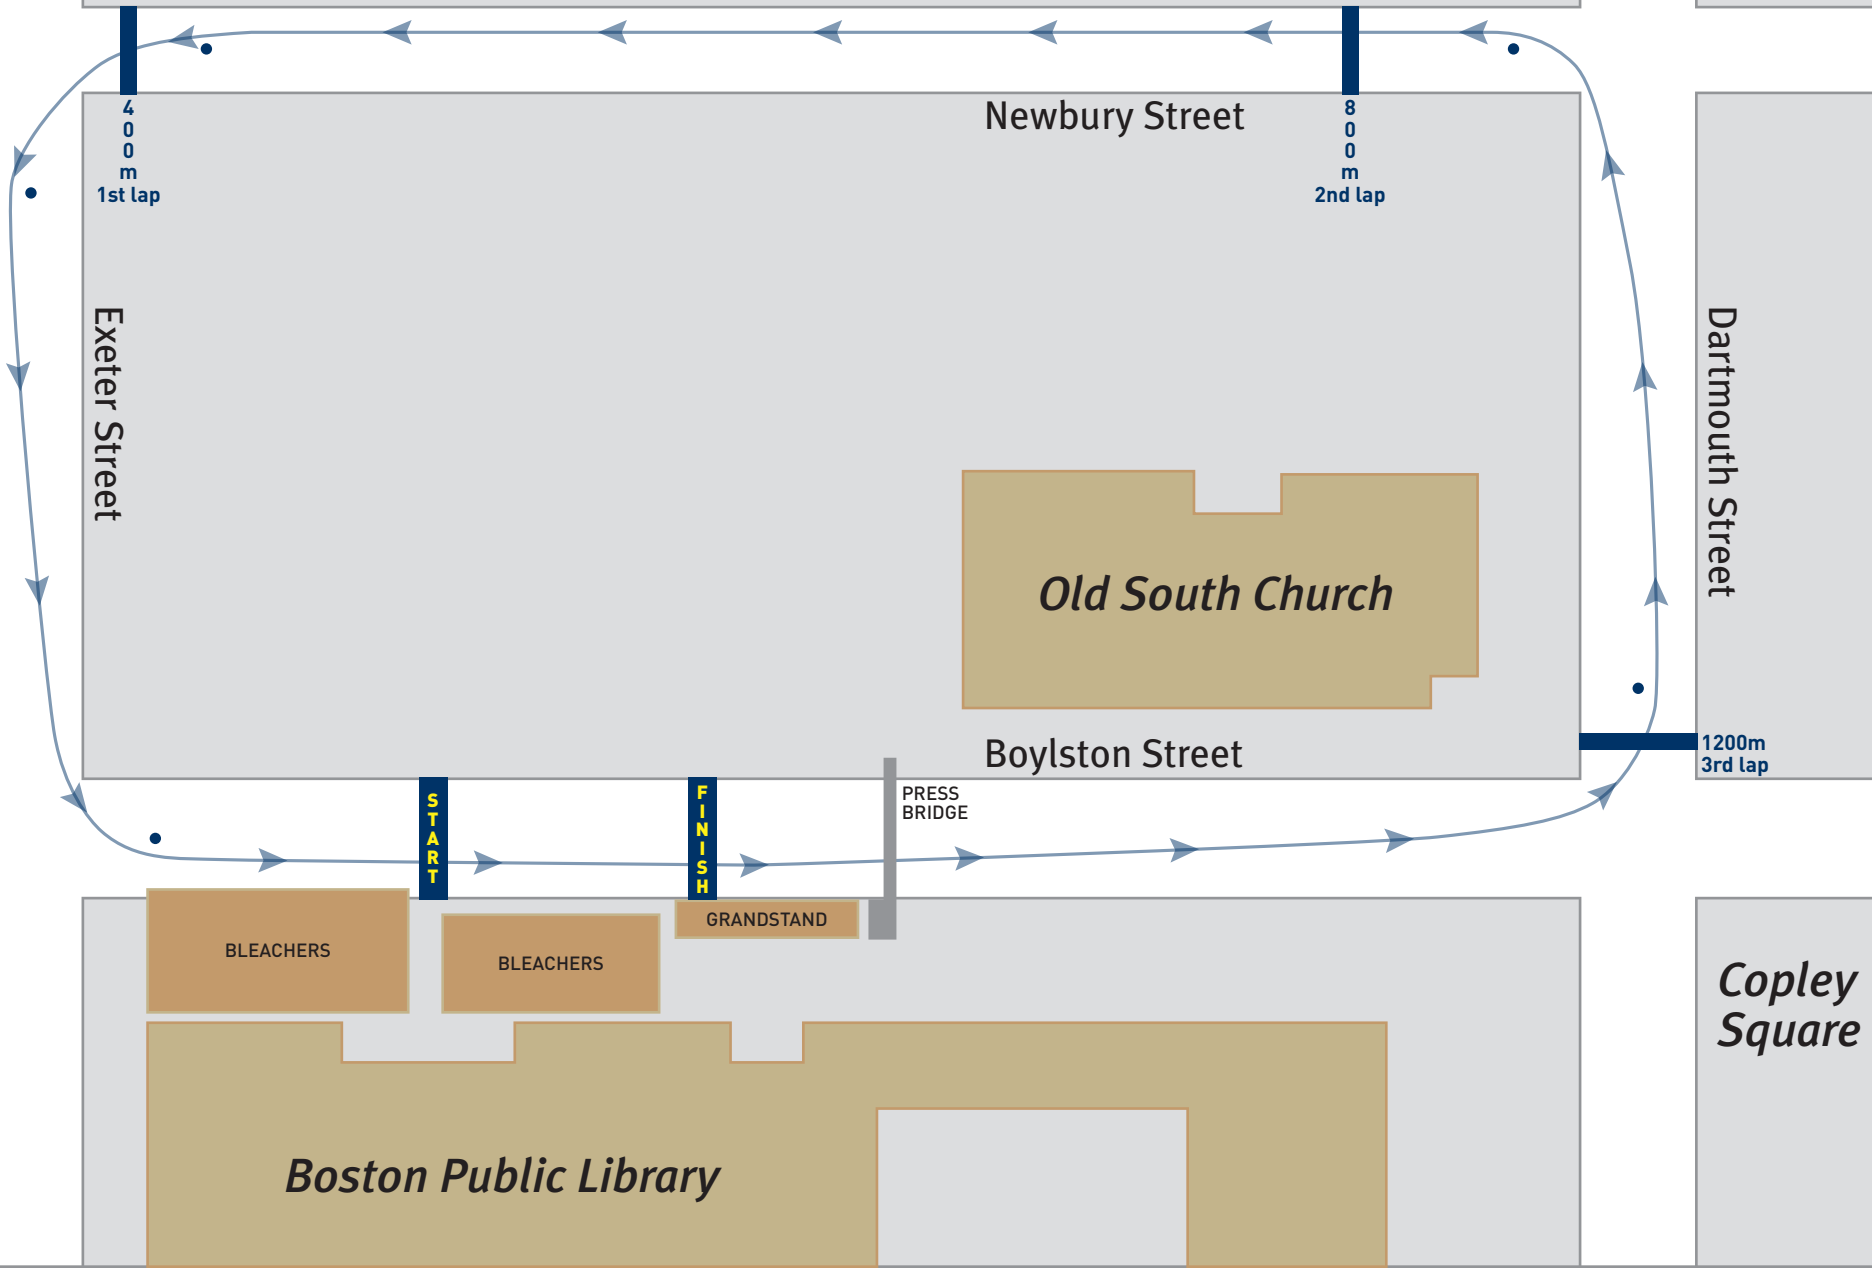 Newbury Street
400m
1st lap
800m
2nd lap
Exeter Street
Dartmouth Street
Old South Church
Boylston Street
1200m
3rd lap
START
FINISH
PRESS
BRIDGE
GRANDSTAND
BLEACHERS
BLEACHERS
Copley
Square
Boston Public Library